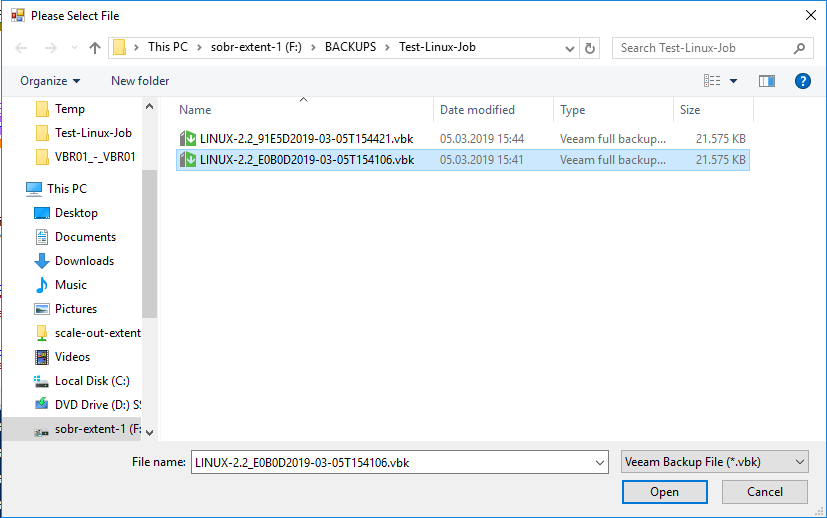 Please Select File
This PC > sobr-extent-1 (F:) > BACKUPS > Test-Linux-Job
Search Test-Linux-Job
Organize New folder
Name Date modified Type Size
LINUX-2.2_91E5D2019-03-05T154421.vbk 05.03.2019 15:44 Veeam full backup... 21.575 KB
LINUX-2.2_E0B0D2019-03-05T154106.vbk 05.03.2019 15:41 Veeam full backup... 21.575 KB
Temp
Test-Linux-Job
VBR01_-_VBR01
This PC
Desktop
Documents
Downloads
Music
Pictures
scale-out-extent
Videos
Local Disk (C:)
DVD Drive (D:) SS
sobr-extent-1 (F:
File name: LINUX-2.2_E0B0D2019-03-05T154106.vbk Veeam Backup File (*.vbk)
Open Cancel